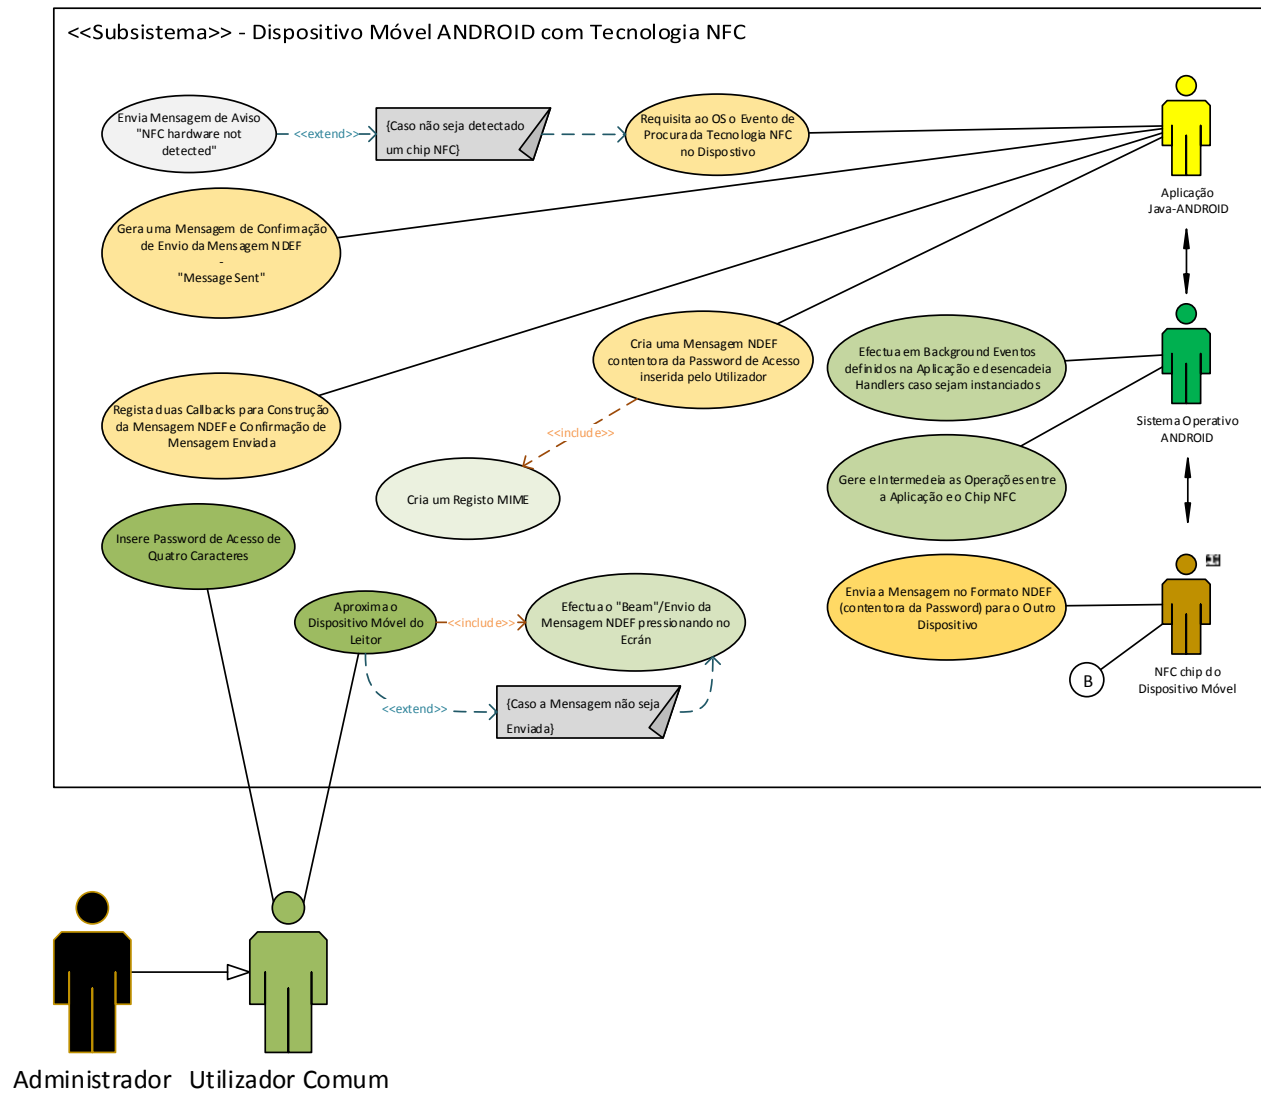 <<Subsistema>> - Dispositivo Móvel ANDROID com Tecnologia NFC
Envia Mensagem de Aviso
"NFC hardware not
detected"
<<extend>>
{Caso não seja detectado
um chip NFC}
Requisita ao OS o Evento de
Procura da Tecnologia NFC
no Dispostivo
Aplicação
Java-ANDROID
Gera uma Mensagem de Confirmação
de Envio da Mensagem NDEF
-
"Message Sent"
Cria uma Mensagem NDEF
contentora da Password de Acesso
inserida pelo Utilizador
Efectua em Background Eventos
definidos na Aplicação e desencadeia
Handlers caso sejam instanciados
Sistema Operativo
ANDROID
Regista duas Callbacks para Construção
da Mensagem NDEF e Confirmação de
Mensagem Enviada
<<include>>
Cria um Registo MIME
Gere e Intermedeia as Operações entre
a Aplicação e o Chip NFC
Insere Password de Acesso de
Quatro Caracteres
Aproxima o
Dispositivo Móvel do
Leitor
<<include>>
Efectua o "Beam"/Envio da
Mensagem NDEF pressionando no
Ecrán
Envia a Mensagem no Formato NDEF
(contentora da Password) para o Outro
Dispositivo
NFC chip do
Dispositivo Móvel
B
<<extend>>
{Caso a Mensagem não seja
Enviada}
Administrador
Utilizador Comum